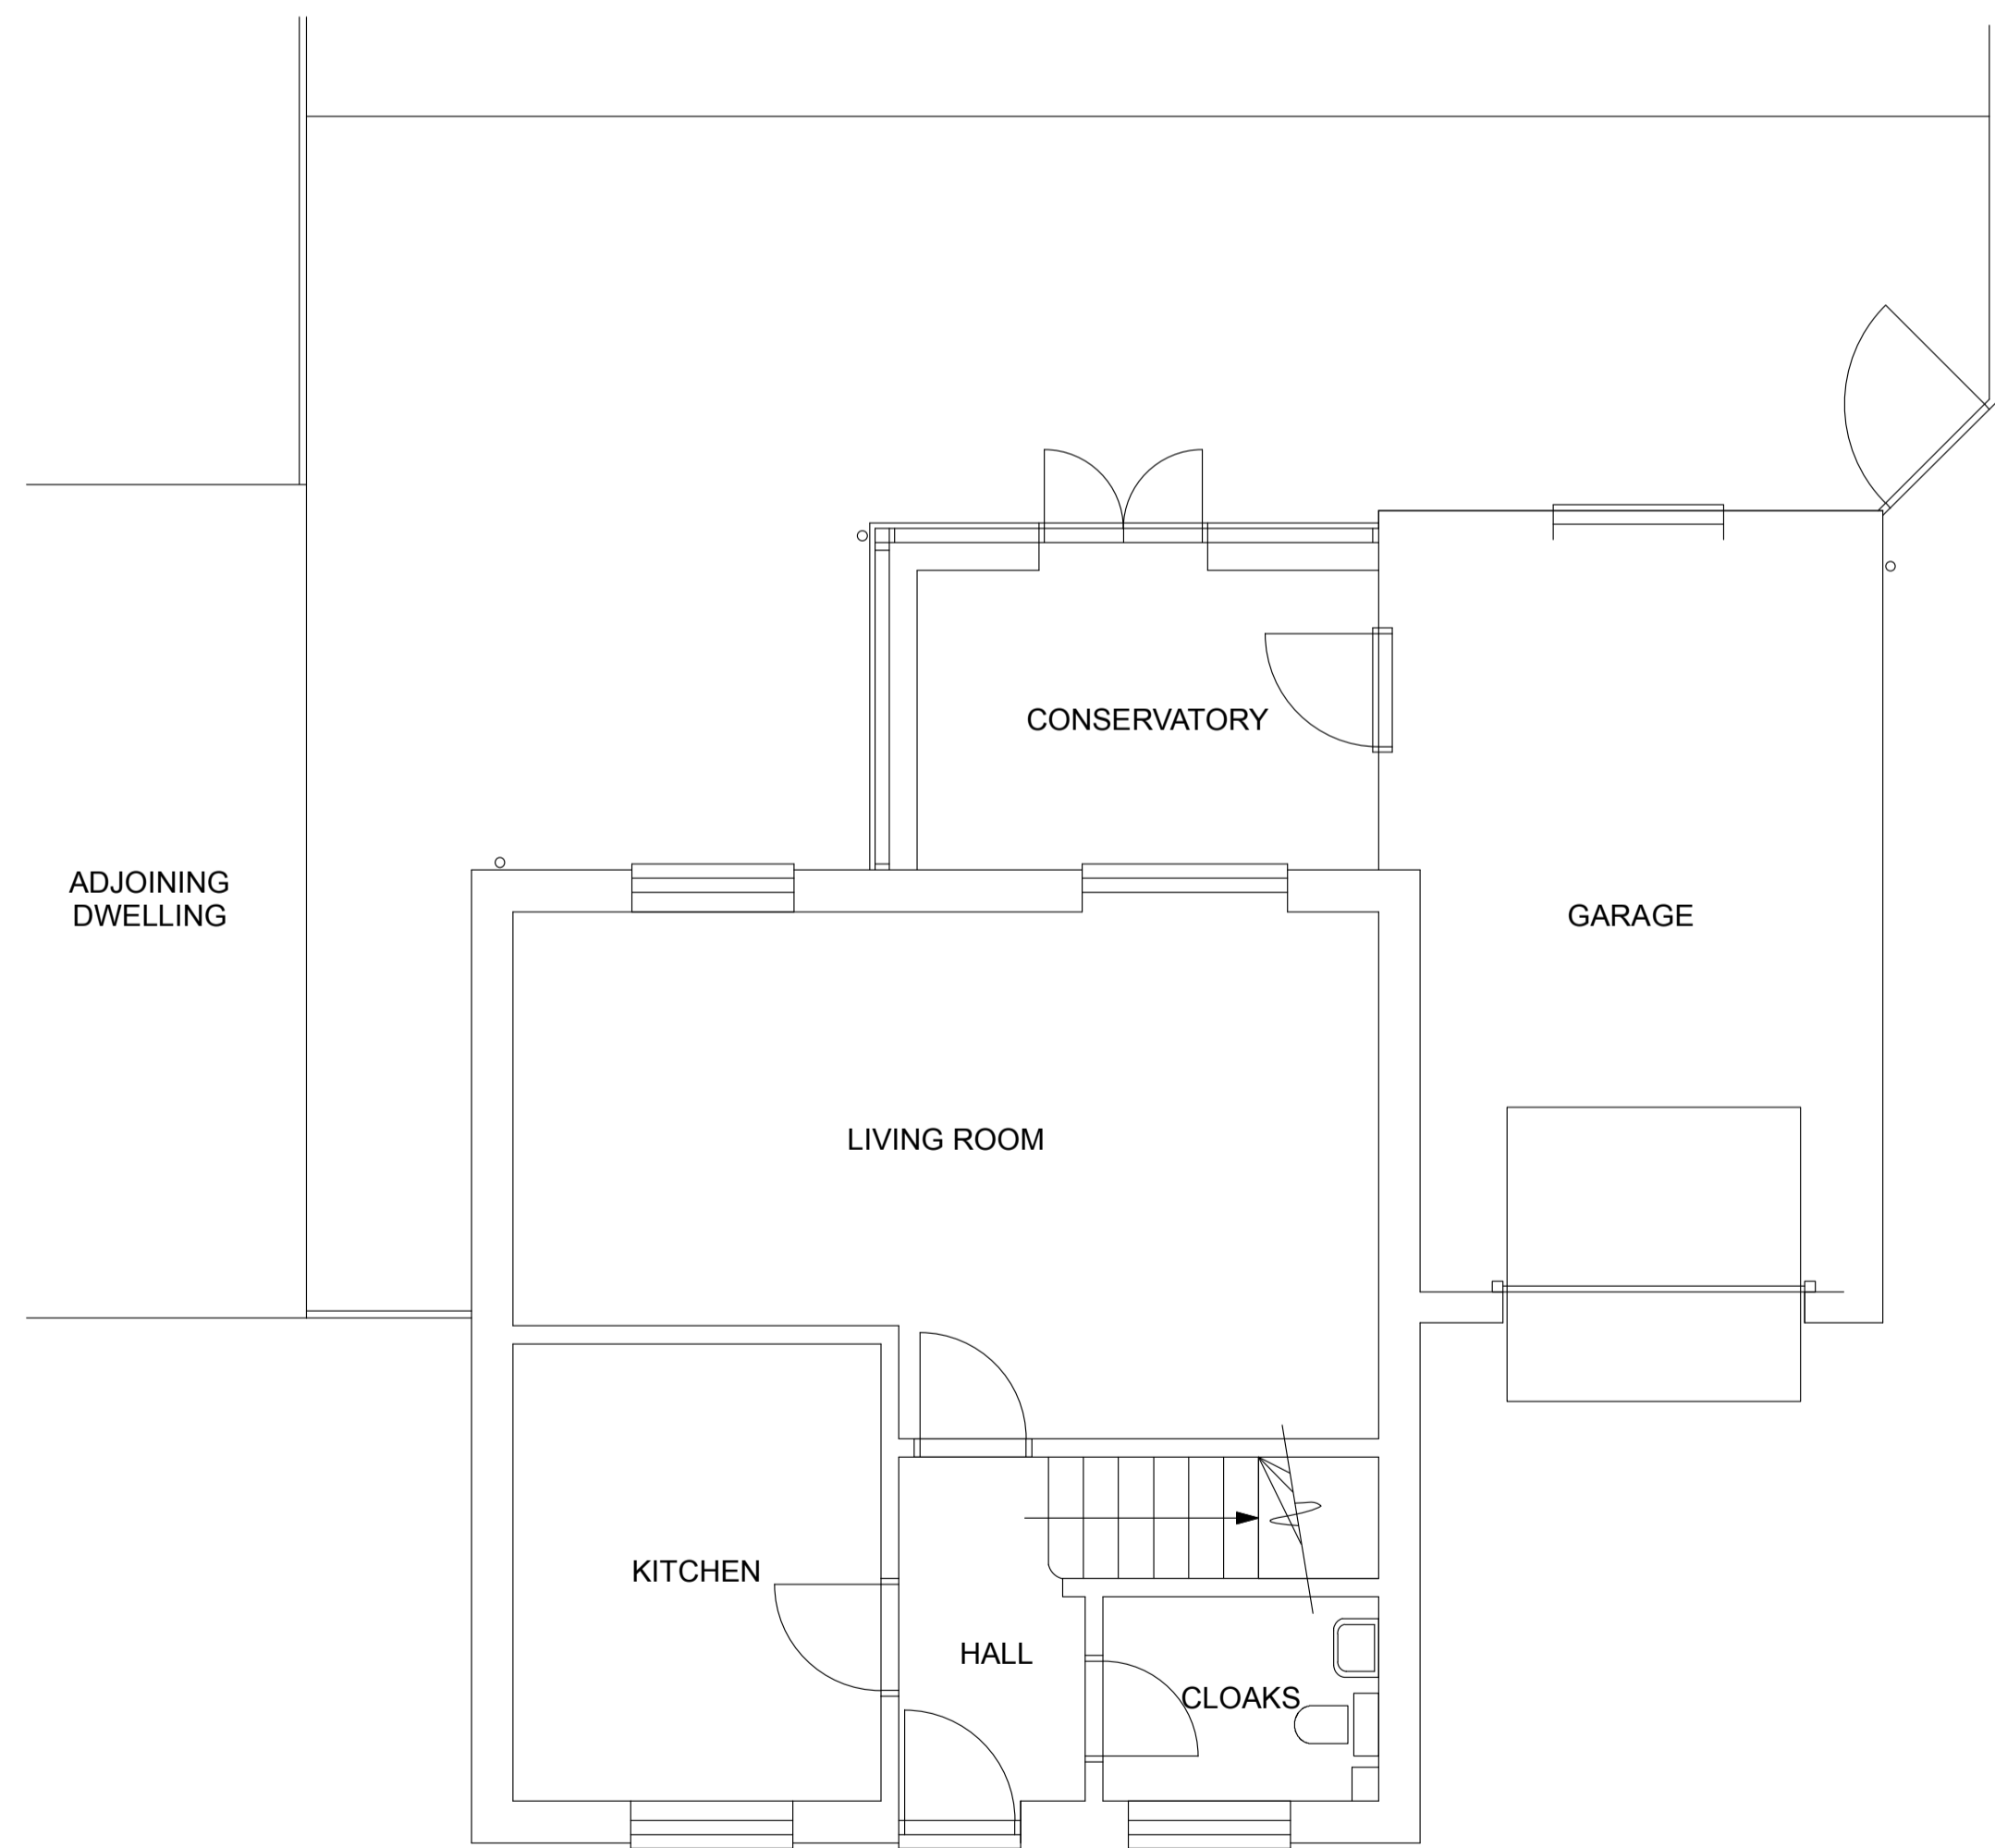 CONSERVATORY
ADJOINING
DWELLING
GARAGE
LIVING ROOM
KITCHEN
HALL
CLOAKS